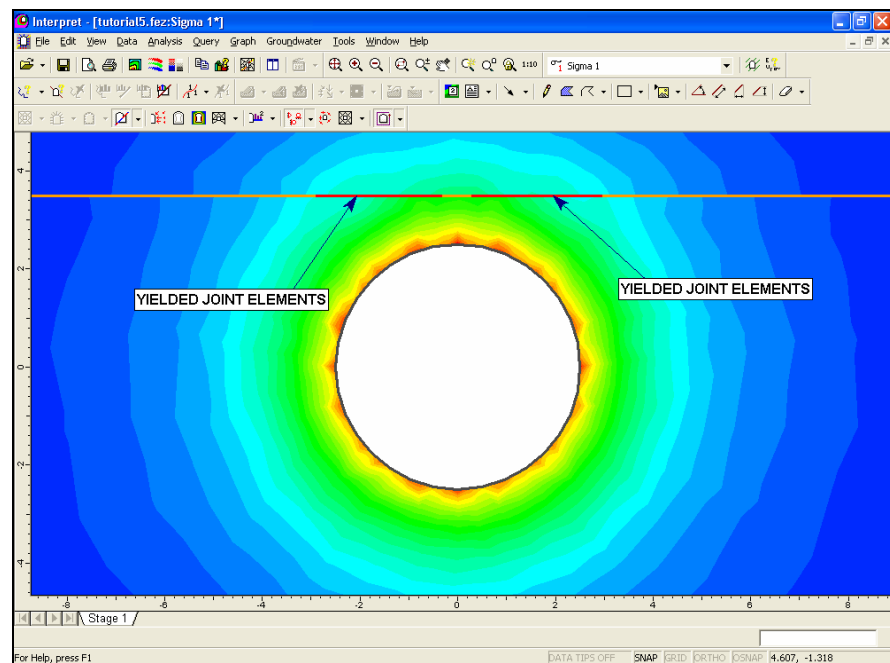 Interpret - [tutorial5.fez:Sigma 1*]
File Edit View Data Analysis Query Graph Groundwater Tools Window Help
1:10 σ1 Sigma 1
YIELDED JOINT ELEMENTS
YIELDED JOINT ELEMENTS
4
2
0
-2
-4
-8 -6 -4 -2 0 2 4 6 8
Stage 1
For Help, press F1 DATA TIPS OFF SNAP GRID ORTHO OSNAP 4.607, -1.318